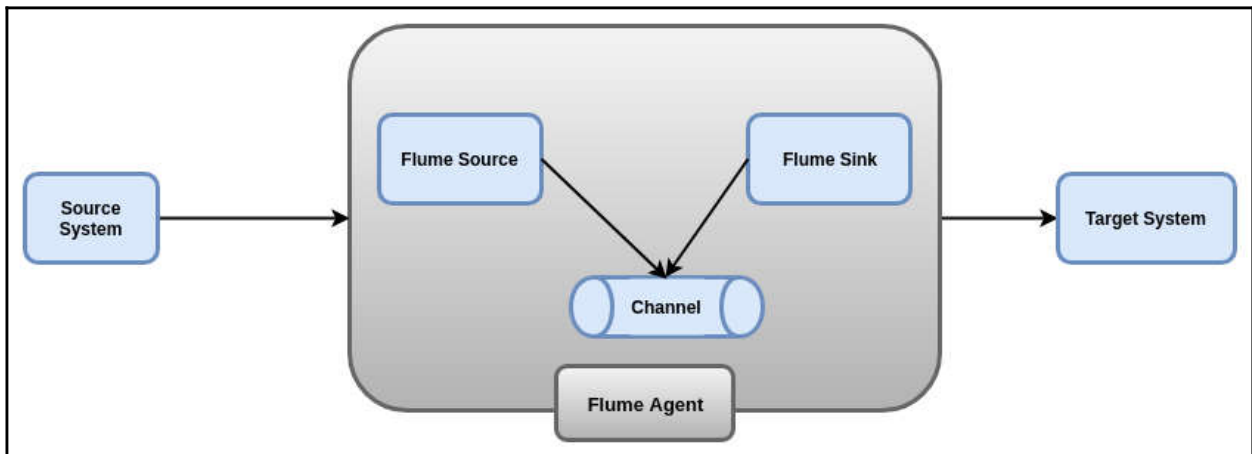 Flume Source
Flume Sink
Source
System
Target System
Channel
Flume Agent